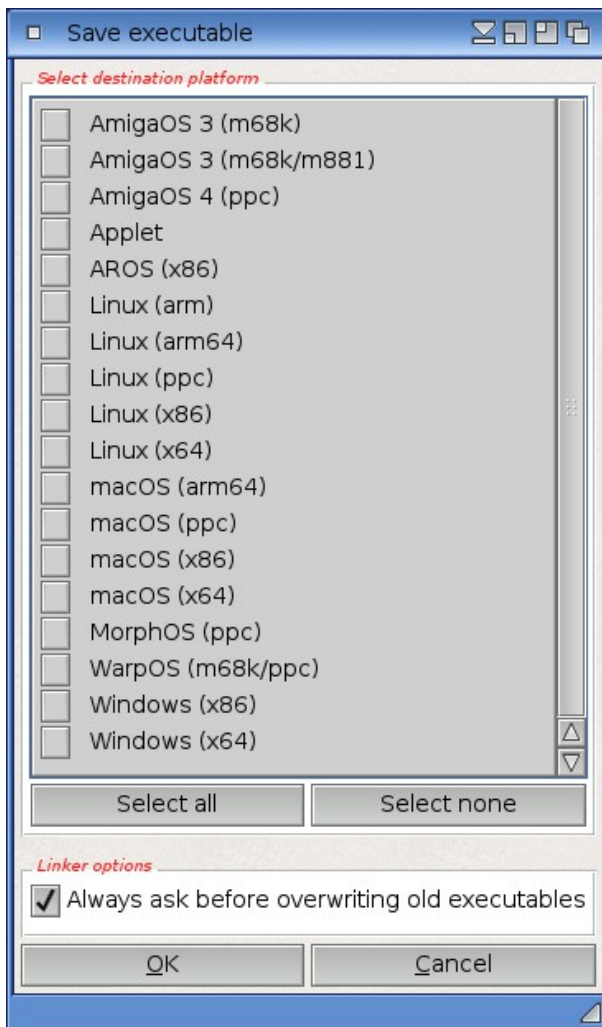 Save executable
Select destination platform
AmigaOS 3 (m68k)
AmigaOS 3 (m68k/m881)
AmigaOS 4 (ppc)
Applet
AROS (x86)
Linux (arm)
Linux (arm64)
Linux (ppc)
Linux (x86)
Linux (x64)
macOS (arm64)
macOS (ppc)
macOS (x86)
macOS (x64)
MorphOS (ppc)
WarpOS (m68k/ppc)
Windows (x86)
Windows (x64)
Select all Select none
Linker options
Always ask before overwriting old executables
OK Cancel